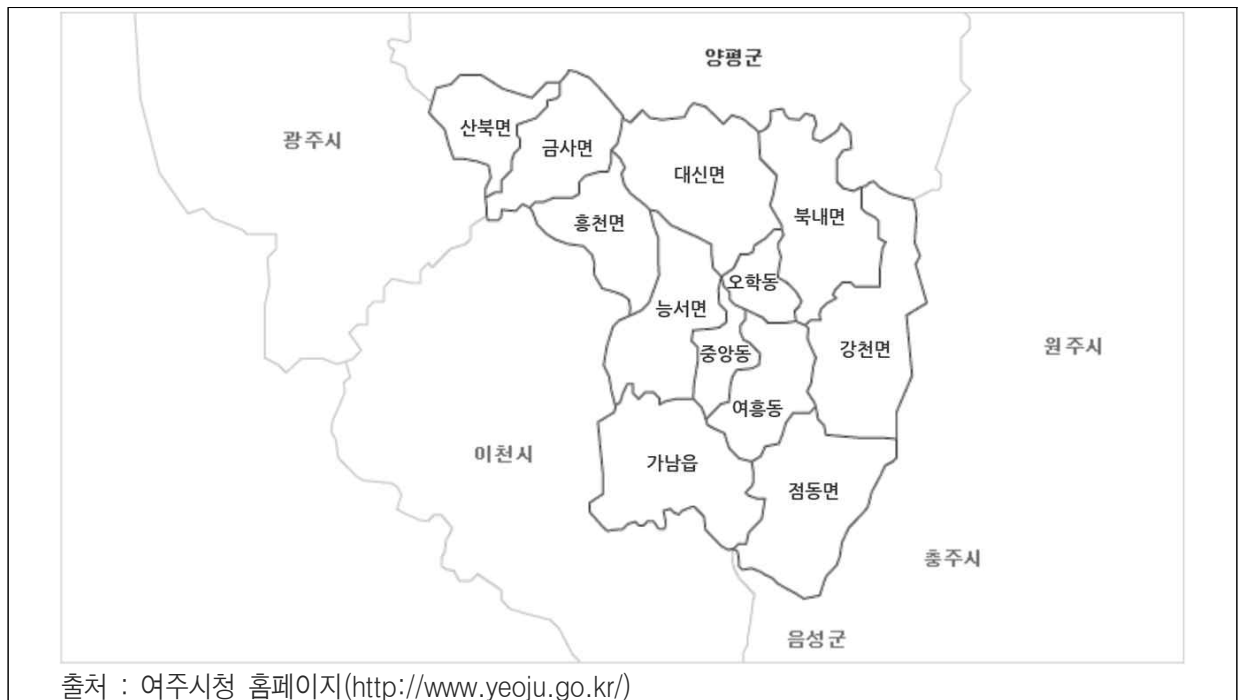 양평군
광주시
산북면
금사면
대신면
흥천면
북내면
오학동
능서면
중앙동
강천면
원주시
여흥동
이천시
가남읍
점동면
충주시
음성군
출처 : 여주시청 홈페이지(http://www.yeoju.go.kr/)